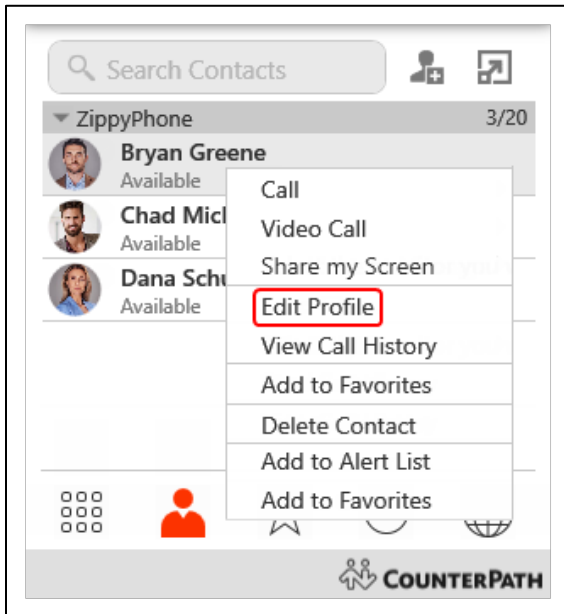 Search Contacts
ZippyPhone 3/20
Bryan Greene
Available
Call
Chad Mich
Available
Video Call
Share my Screen
Dana Schu
Available
Edit Profile
View Call History
Add to Favorites
Delete Contact
Add to Alert List
Add to Favorites
COUNTERPATH